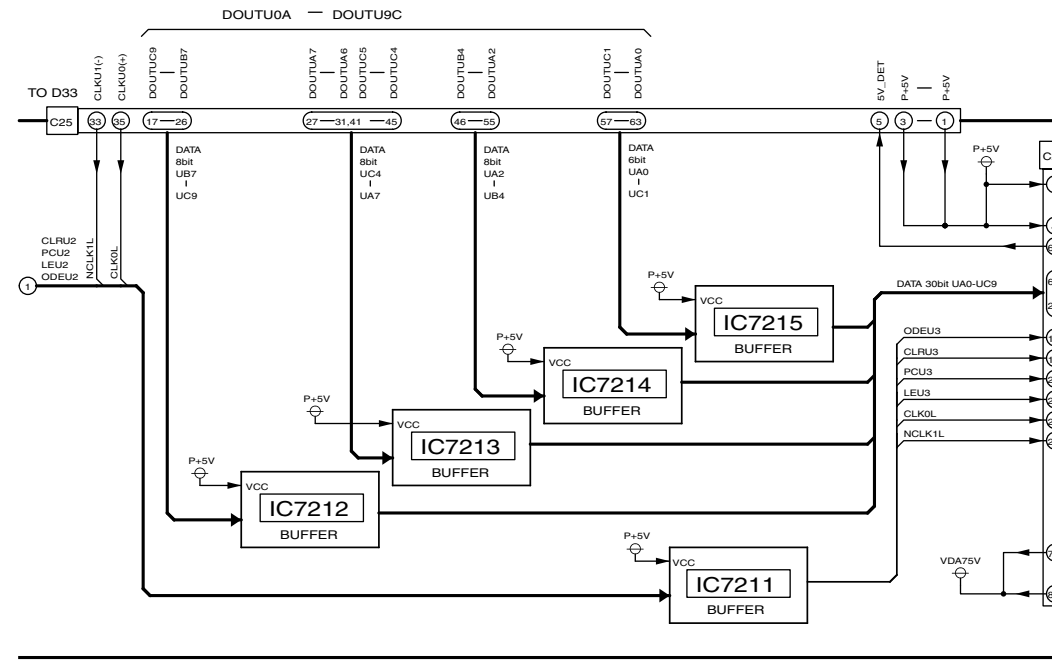 DOUTU0A — DOUTU9C
CLKU1(-)
CLKU0(+)
DOUTUC9
DOUTUB7
DOUTUA7
DOUTUA6
DOUTUC5
DOUTUC4
DOUTUB4
DOUTUA2
DOUTUC1
DOUTUA0
5V_DET
P+5V
P+5V
TO D33
C25
33
35
17 — 26
27 — 31,41 — 45
46 — 55
57 — 63
5
3
1
DATA
8bit
UB7
UC9
DATA
8bit
UC4
UA7
DATA
8bit
UA2
UB4
DATA
6bit
UA0
UC1
P+5V
C
CLRU2
PCU2
LEU2
ODEU2
NCLK1L
CLK0L
1
P+5V
VCC
IC7215
BUFFER
DATA 30bit UA0-UC9
P+5V
VCC
IC7214
BUFFER
ODEU3
CLRU3
PCU3
LEU3
CLK0L
NCLK1L
P+5V
VCC
IC7213
BUFFER
P+5V
VCC
IC7212
BUFFER
P+5V
VCC
IC7211
BUFFER
VDA75V